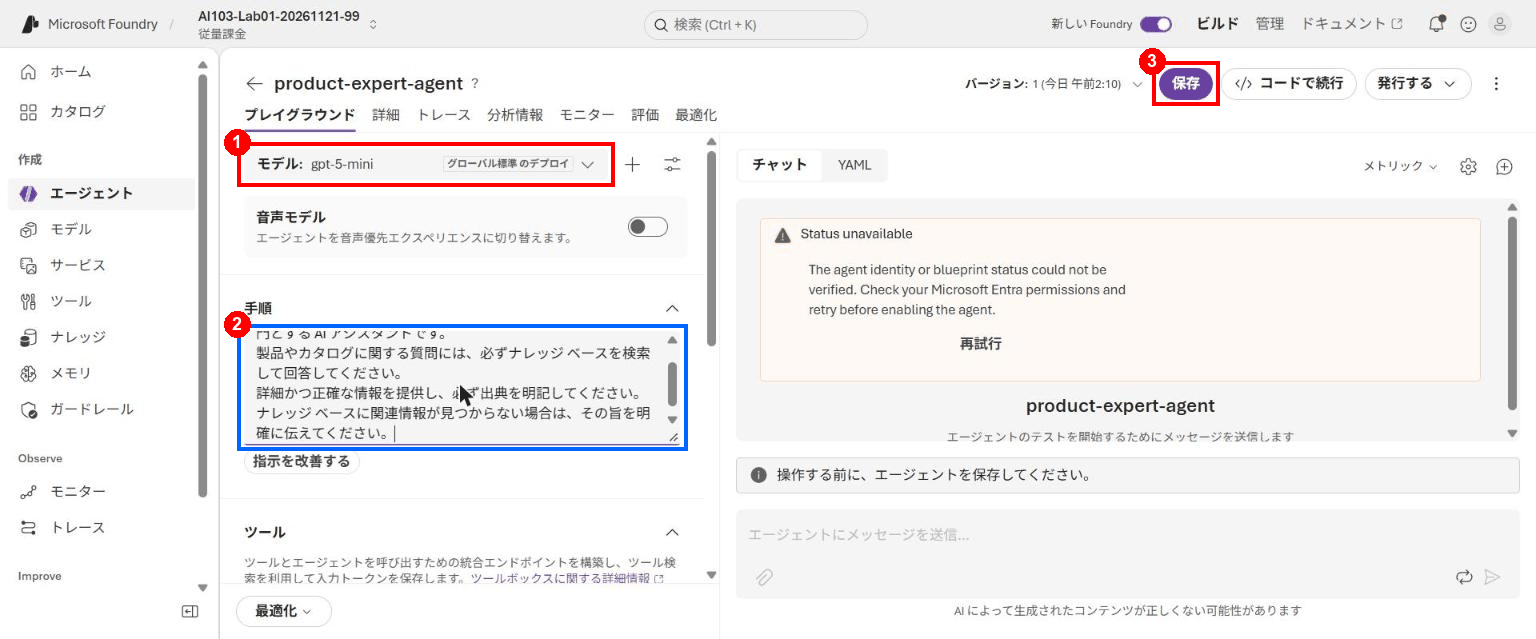 Microsoft Foundry
/
AI103-Lab01-20261121-99
従量課金
検索 (Ctrl + K)
新しい Foundry
ビルド
管理
ドキュメント
ホーム
カタログ
作成
エージェント
モデル
サービス
ツール
ナレッジ
メモリ
ガードレール
Observe
モニター
トレース
Improve
product-expert-agent ?
バージョン: 1 (今日 午前2:10)
3
保存
コードで続行
発行する
プレイグラウンド
詳細
トレース
分析情報
モニター
評価
最適化
1
モデル: gpt-5-mini
グローバル標準 のデプロイ
音声モデル
エージェントを音声優先エクスペリエンスに切り替えます。
手順
2
門とする AI アシスタントです。
製品やカタログに関する質問には、必ずナレッジ ベースを検索
して回答してください。
詳細かつ正確な情報を提供し、必ず出典を明記してください。
ナレッジ ベースに関連情報が見つからない場合は、その旨を明
確に伝えてください。
指示を改善する
ツール
ツールとエージェントを呼び出すための統合エンドポイントを構築し、ツール検
索を利用して入力トークンを保存します。ツールボックスに関する詳細情報
最適化
チャット
YAML
メトリック
Status unavailable
The agent identity or blueprint status could not be
verified. Check your Microsoft Entra permissions and
retry before enabling the agent.
再試行
product-expert-agent
エージェントのテストを開始するためにメッセージを送信します
操作する前に、エージェントを保存してください。
エージェントにメッセージを送信...
AI によって生成されたコンテンツが正しくない可能性があります